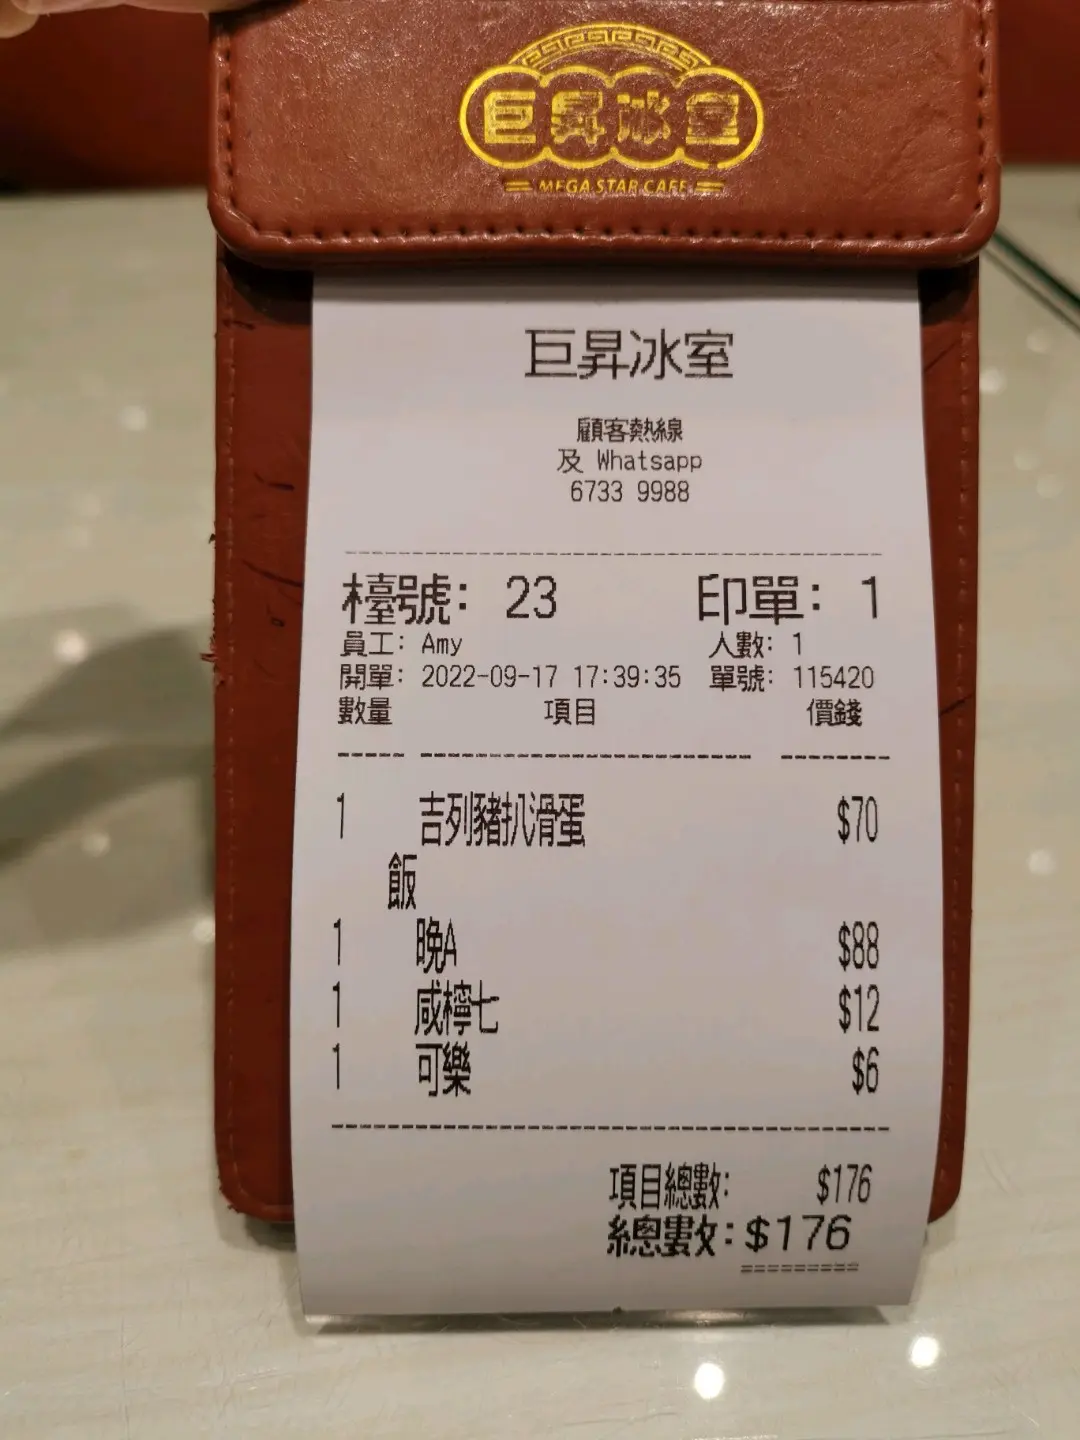 巨昇冰室
MEGA STAR CAFE
巨昇冰室
顧客熱線
及 Whatsapp
6733 9988
檯號: 23 印單: 1
員工: Amy 人數: 1
開單: 2022-09-17 17:39:35 單號: 115420
數量 項目 價錢
1 吉列豬扒滑蛋 $70
飯
1 晚A $88
1 咸檸七 $12
1 可樂 $6
項目總數: $176
總數: $176